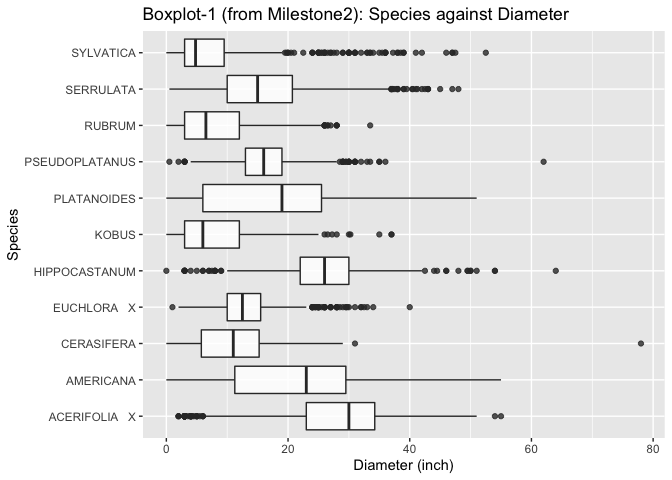 Boxplot-1 (from Milestone2): Species against Diameter
Species
SYLVATICA
SERRULATA
RUBRUM
PSEUDOPLATANUS
PLATANOIDES
KOBUS
HIPPOCASTANUM
EUCHLORA   X
CERASIFERA
AMERICANA
ACERIFOLIA   X
0 20 40 60 80
Diameter (inch)